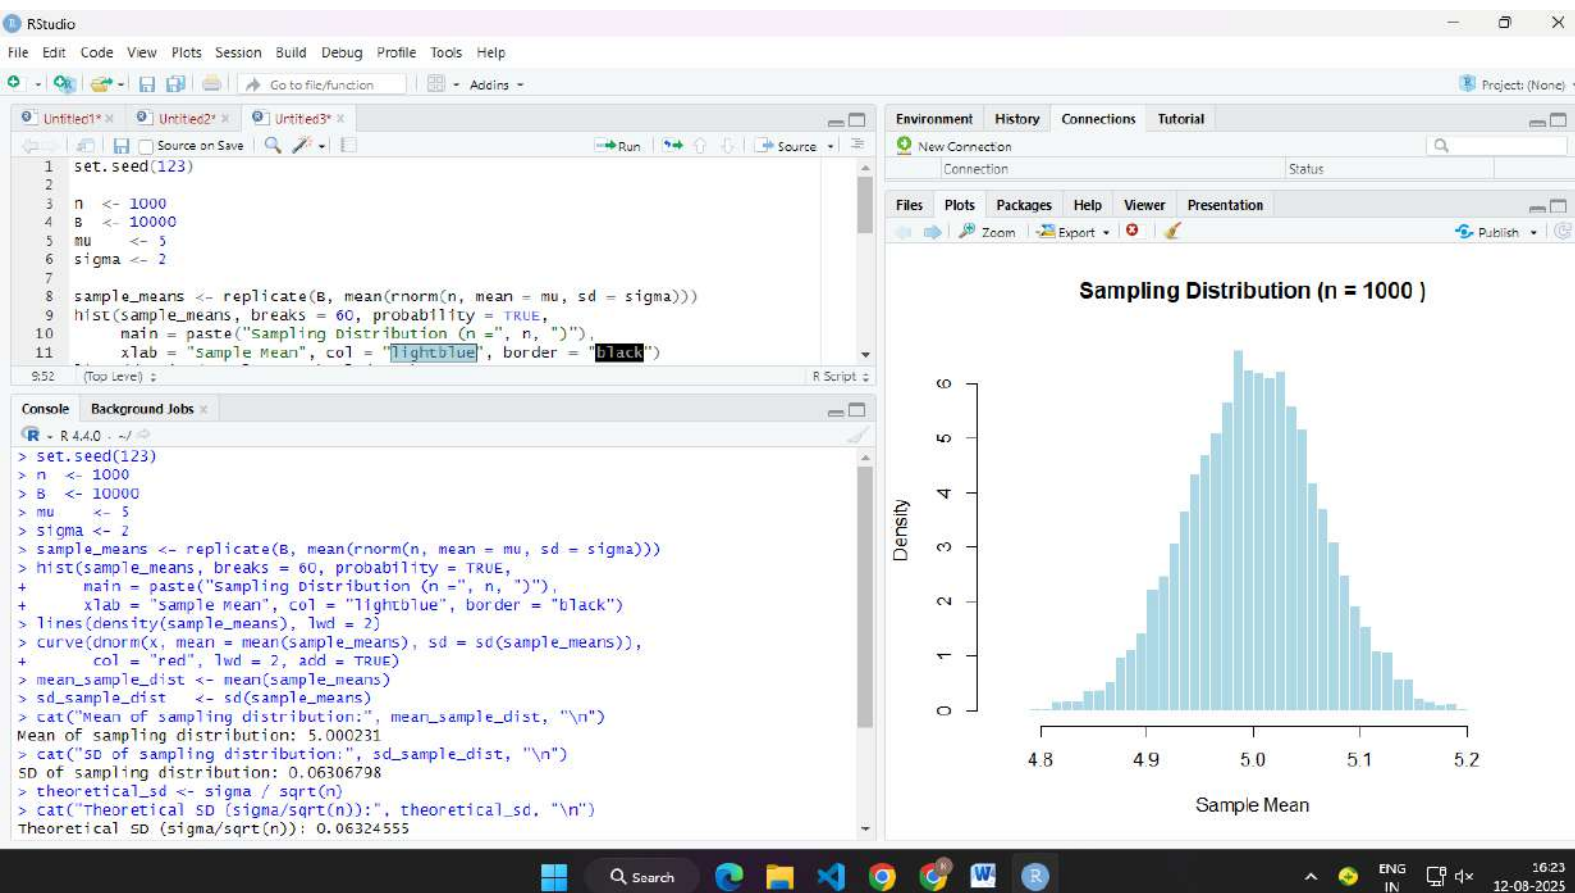 RStudio
File Edit Code View Plots Session Build Debug Profile Tools Help
Go to file/function Addins Project: (None)
Untitled1* Untitled2* Untitled3*
Source on Save Run Source
1 set.seed(123)
2
3 n <- 1000
4 B <- 10000
5 mu <- 5
6 sigma <- 2
7
8 sample_means <- replicate(B, mean(rnorm(n, mean = mu, sd = sigma)))
9 hist(sample_means, breaks = 60, probability = TRUE,
10 main = paste("Sampling Distribution (n =", n, ")"),
11 xlab = "Sample Mean", col = "lightblue", border = "black")
9:52 (Top Level) R Script
Console Background Jobs
R R 4.4.0 · ~/
> set.seed(123)
> n <- 1000
> B <- 10000
> mu <- 5
> sigma <- 2
> sample_means <- replicate(B, mean(rnorm(n, mean = mu, sd = sigma)))
> hist(sample_means, breaks = 60, probability = TRUE,
+ main = paste("Sampling Distribution (n =", n, ")"),
+ xlab = "Sample Mean", col = "lightblue", border = "black")
> lines(density(sample_means), lwd = 2)
> curve(dnorm(x, mean = mean(sample_means), sd = sd(sample_means)),
+ col = "red", lwd = 2, add = TRUE)
> mean_sample_dist <- mean(sample_means)
> sd_sample_dist <- sd(sample_means)
> cat("Mean of sampling distribution:", mean_sample_dist, "\n")
Mean of sampling distribution: 5.000231
> cat("SD of sampling distribution:", sd_sample_dist, "\n")
SD of sampling distribution: 0.06306798
> theoretical_sd <- sigma / sqrt(n)
> cat("Theoretical SD (sigma/sqrt(n)):", theoretical_sd, "\n")
Theoretical SD (sigma/sqrt(n)): 0.06324555
Environment History Connections Tutorial
New Connection
Connection Status
Files Plots Packages Help Viewer Presentation
Zoom Export Publish
Sampling Distribution (n = 1000 )
Density
6
5
4
3
2
1
0
4.8 4.9 5.0 5.1 5.2
Sample Mean
Search
ENG
IN
16:23
12-08-2025